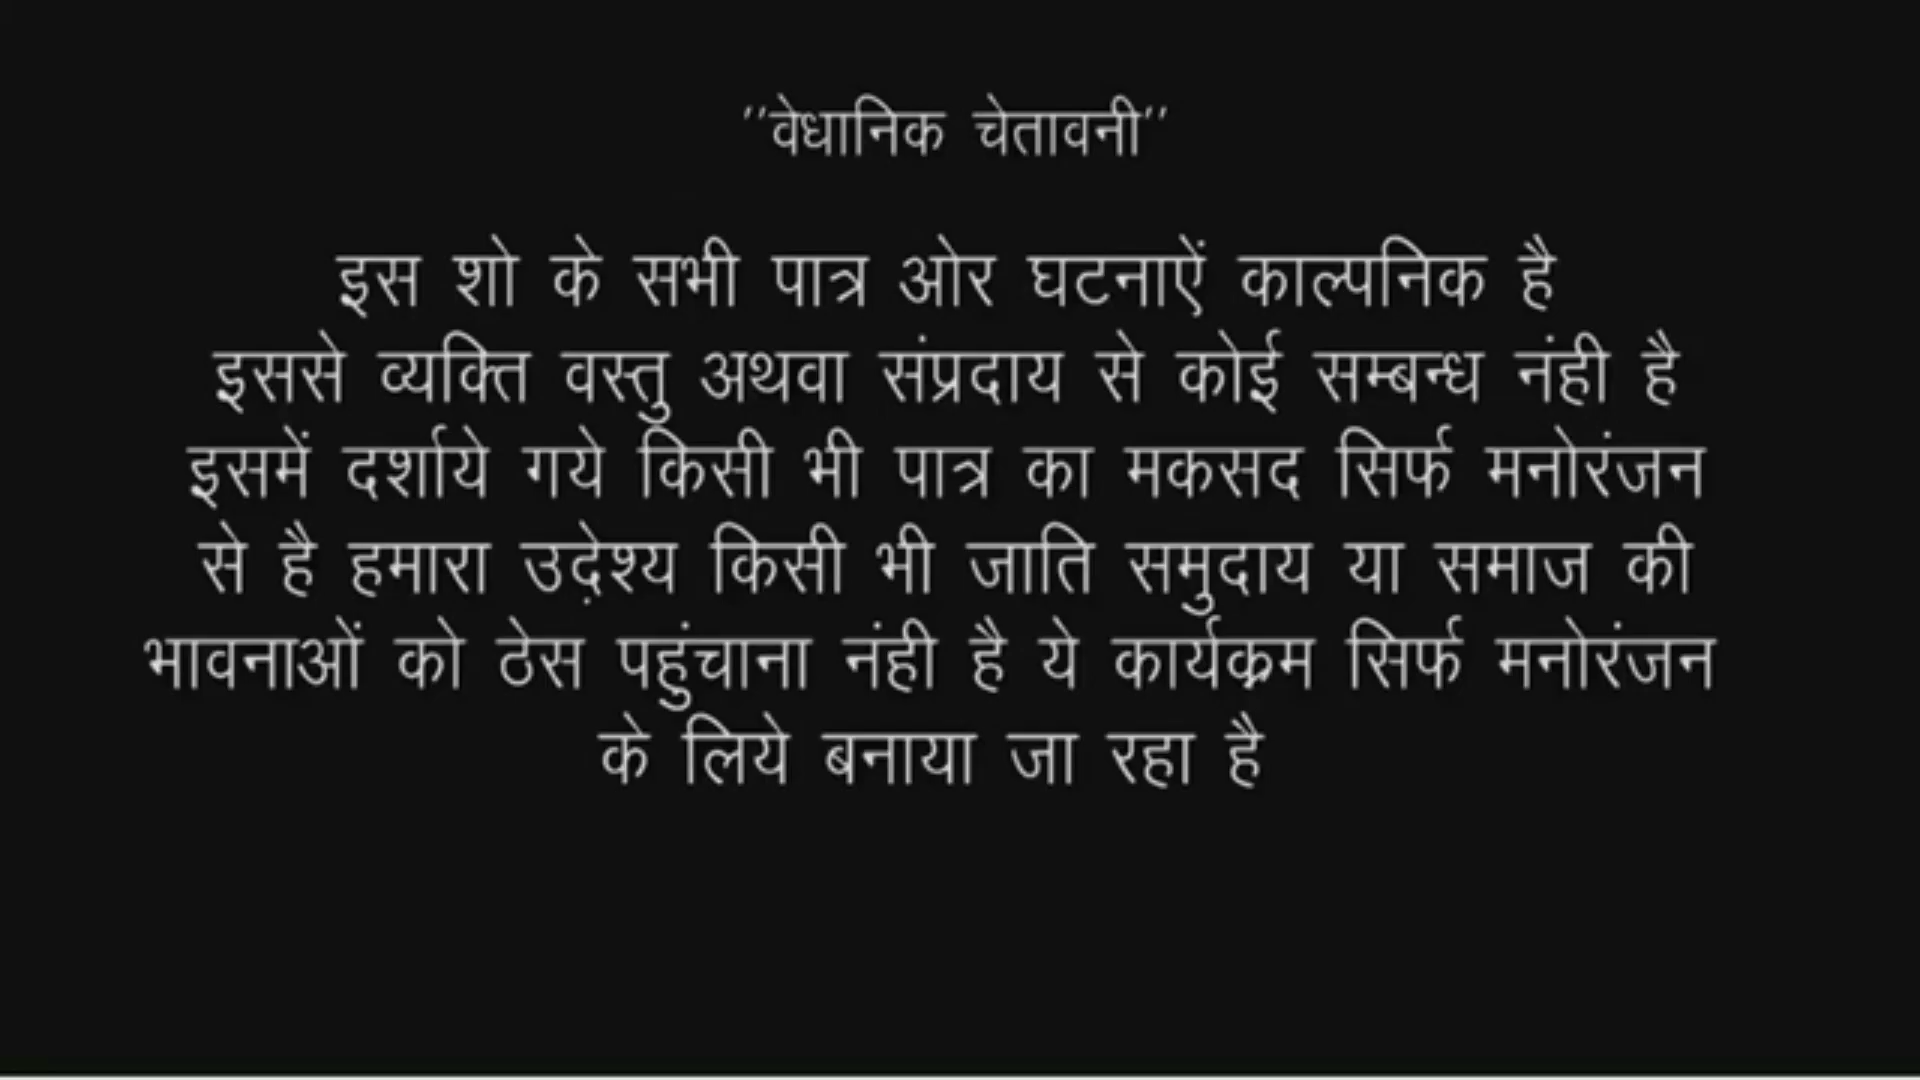 ''वेधानिक चेतावनी''
इस शो के सभी पात्र ओर घटनाऐं काल्पनिक है
इससे व्यक्ति वस्तु अथवा संप्रदाय से कोई सम्बन्ध नंही है
इसमें दर्शाये गये किसी भी पात्र का मकसद सिर्फ मनोरंजन
से है हमारा उदे़श्य किसी भी जाति समुदाय या समाज की
भावनाओं को ठेस पहुंचाना नंही है ये कार्यक्रम सिर्फ मनोरंजन
के लिये बनाया जा रहा है